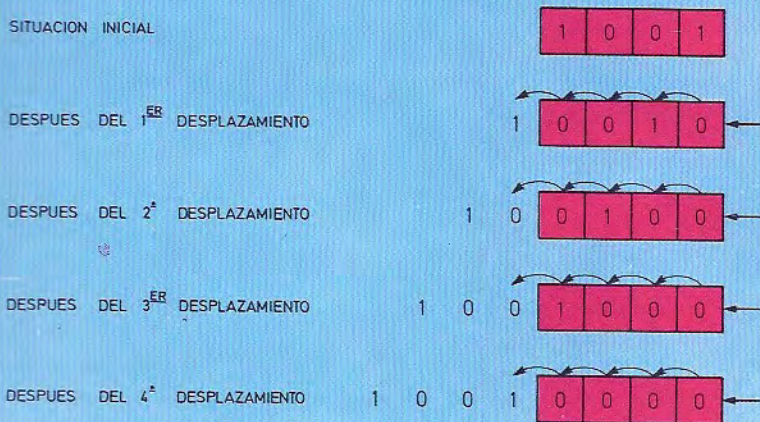 SITUACION INICIAL 1 0 0 1
DESPUES DEL 1ER DESPLAZAMIENTO 1 0 0 1 0
DESPUES DEL 2º DESPLAZAMIENTO 1 0 0 1 0 0
DESPUES DEL 3ER DESPLAZAMIENTO 1 0 0 1 0 0 0
DESPUES DEL 4º DESPLAZAMIENTO 1 0 0 1 0 0 0 0